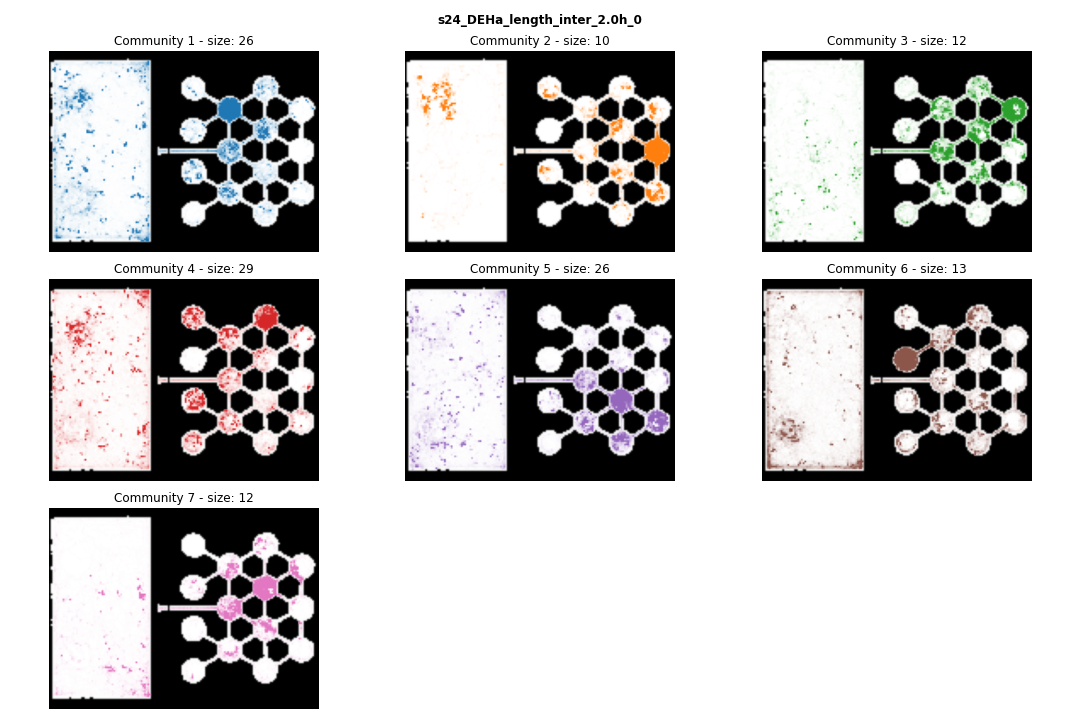 s24_DEHa_length_inter_2.0h_0
Community 1 - size: 26
Community 2 - size: 10
Community 3 - size: 12
Community 4 - size: 29
Community 5 - size: 26
Community 6 - size: 13
Community 7 - size: 12